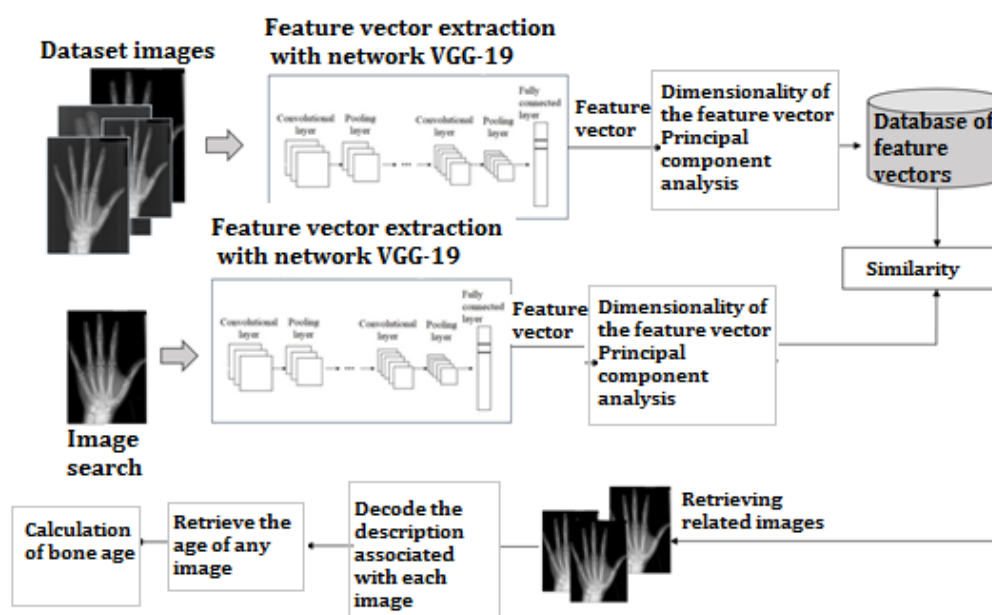 Dataset images
Feature vector extraction
with network VGG-19
Convolutional
layer
Pooling
layer
Convolutional
layer
Pooling
layer
Fully
connected
layer
Feature
vector
Dimensionality of
the feature vector
Principal
component
analysis
Database of
feature
vectors
Similarity
Feature vector extraction
with network VGG-19
Convolutional
layer
Pooling
layer
Convolutional
layer
Pooling
layer
Fully
connected
layer
Feature
vector
Dimensionality of
the feature vector
Principal
component
analysis
Image
search
Calculation
of bone age
Retrieve the
age of any
image
Decode the
description
associated
with each
image
Retrieving
related images